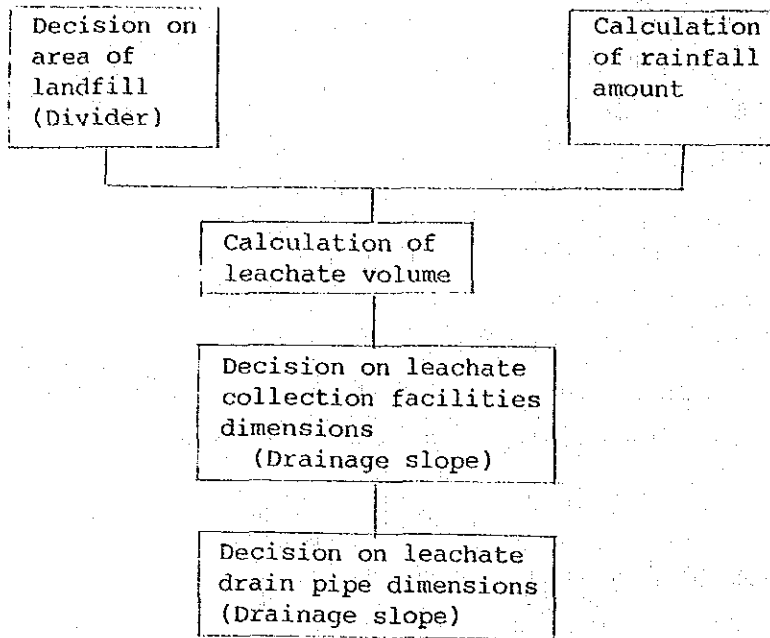 Decision on
area of
landfill
(Divider)
Calculation
of rainfall
amount
Calculation of
leachate volume
Decision on leachate
collection facilities
dimensions
(Drainage slope)
Decision on leachate
drain pipe dimensions
(Drainage slope)